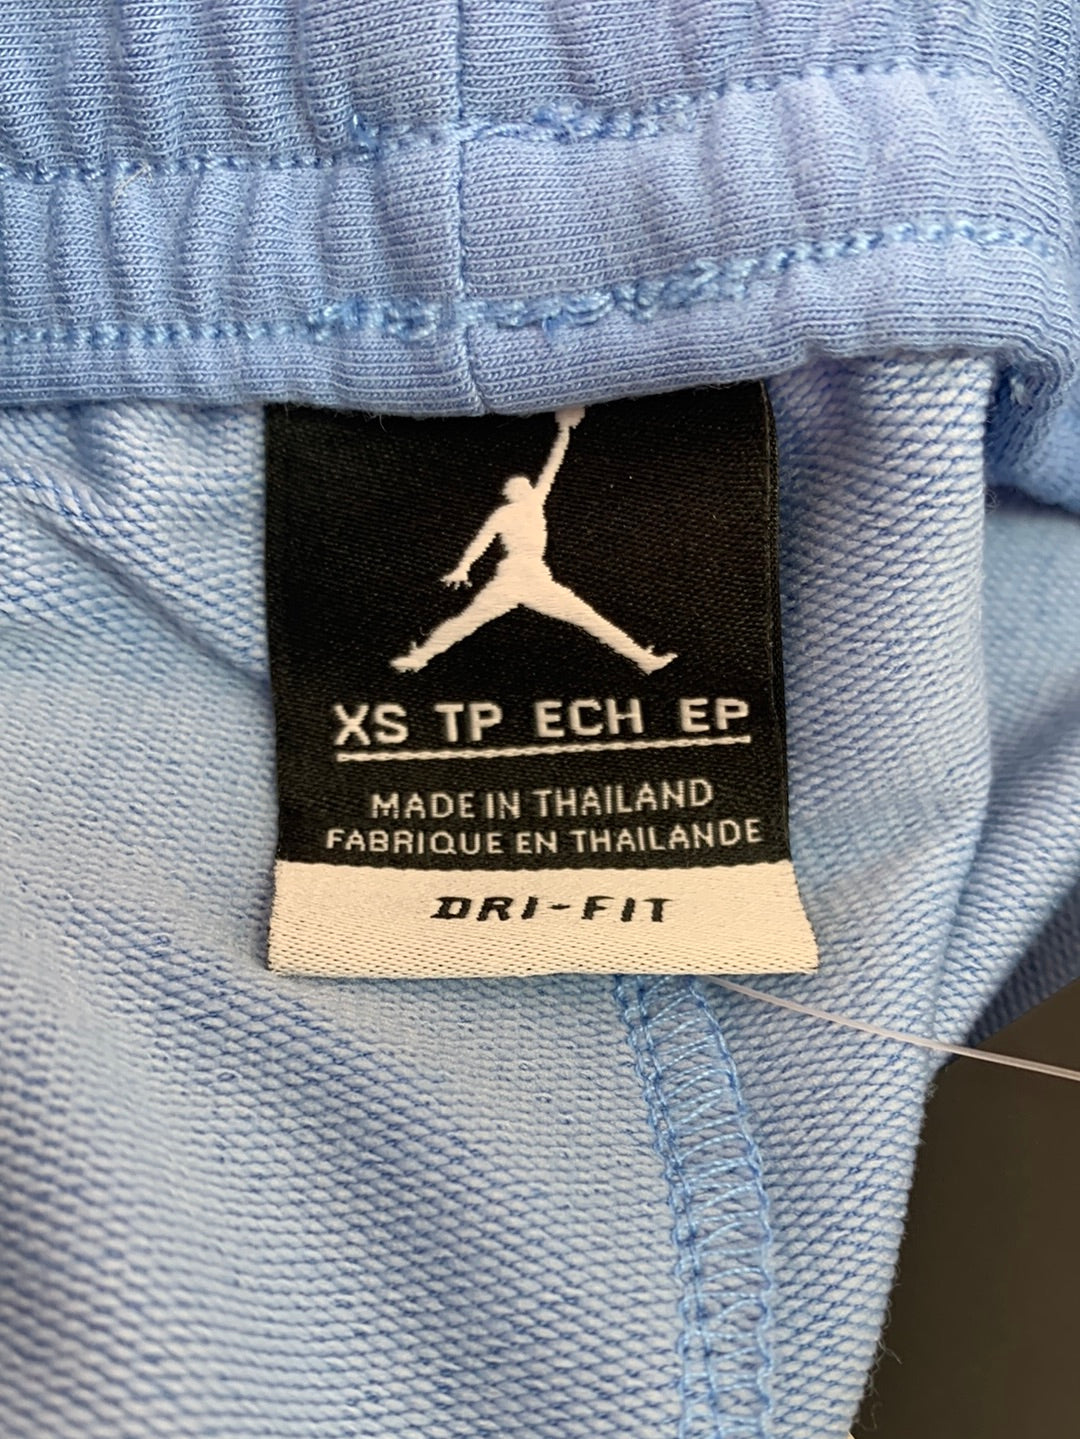 XS TP ECH EP
MADE IN THAILAND
FABRIQUE EN THAILANDE
DRI-FIT